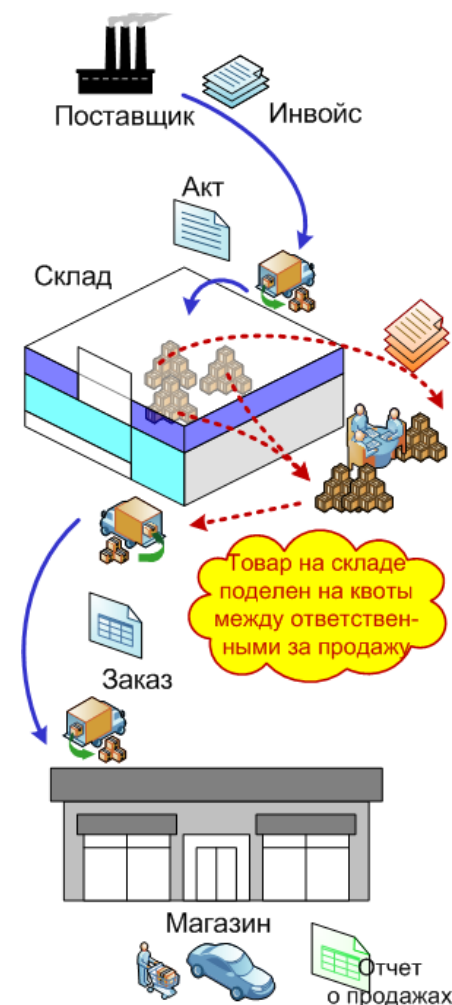 Поставщик
Инвойс
Акт
Склад
Товар на складе
поделен на квоты
между ответствен-
ными за продажу
Заказ
Магазин
Отчет
о продажах